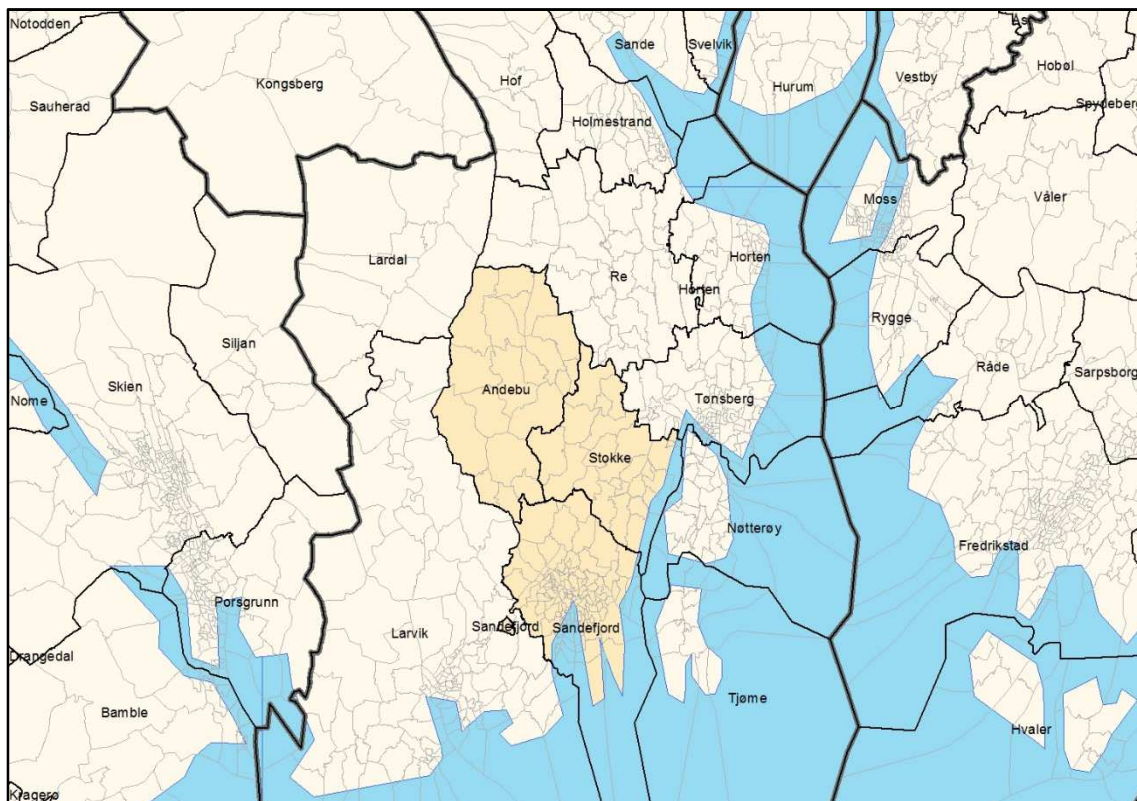 Notodden
Sauherad
Kongsberg
Hof
Sande
Svelvik
Hurum
Ås
Vestby
Hobøl
Spydeberg
Holmestrand
Moss
Våler
Lardal
Re
Horten
Horten
Rygge
Siljan
Skien
Nome
Andebu
Tønsberg
Råde
Sarpsborg
Stokke
Nøtterøy
Fredrikstad
Porsgrunn
Larvik
Sandefjord
Sandefjord
Drangedal
Bamble
Tjøme
Hvaler
Kragerø